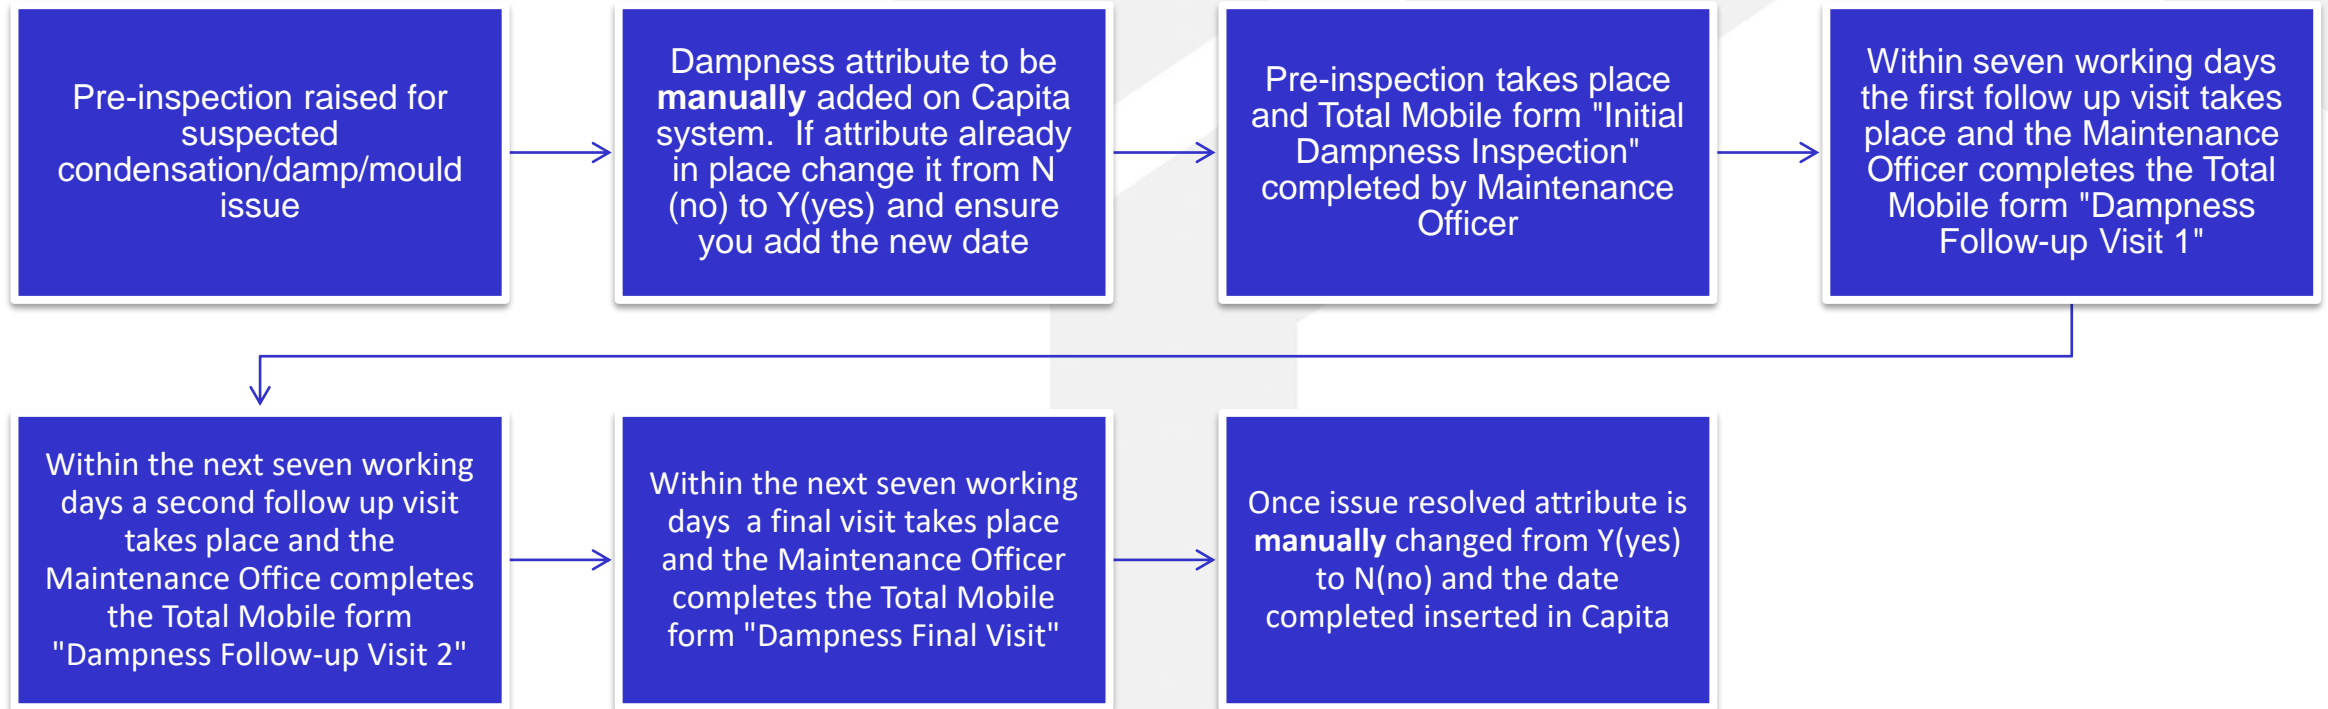 Pre-inspection raised for
suspected
condensation/damp/mould
issue
Dampness attribute to be
manually added on Capita
system.  If attribute already
in place change it from N
(no) to Y(yes) and ensure
you add the new date
Pre-inspection takes place
and Total Mobile form "Initial
Dampness Inspection"
completed by Maintenance
Officer
Within seven working days
the first follow up visit takes
place and the Maintenance
Officer completes the Total
Mobile form "Dampness
Follow-up Visit 1"
Within the next seven working
days a second follow up visit
takes place and the
Maintenance Office completes
the Total Mobile form
"Dampness Follow-up Visit 2"
Within the next seven working
days  a final visit takes place
and the Maintenance Officer
completes the Total Mobile
form "Dampness Final Visit"
Once issue resolved attribute is
manually changed from Y(yes)
to N(no) and the date
completed inserted in Capita